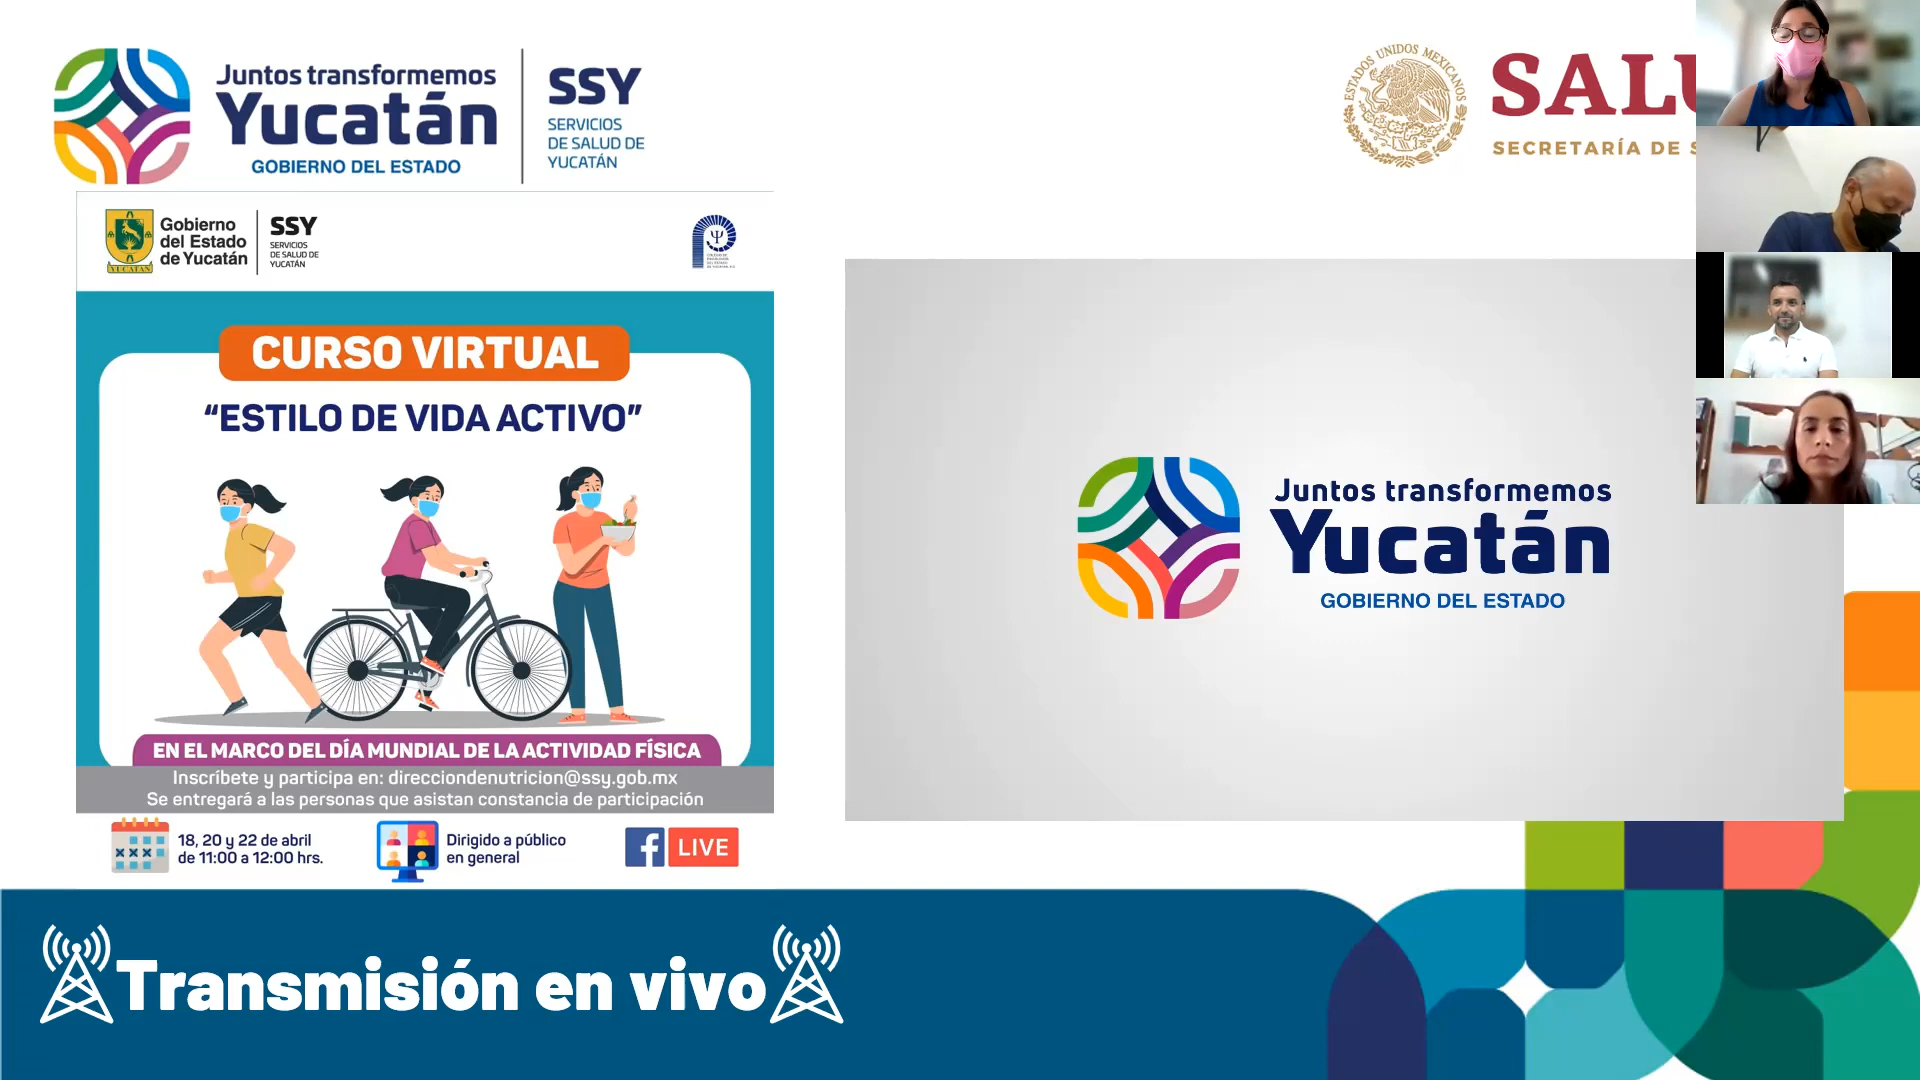 Juntos transformemos
Yucatán
GOBIERNO DEL ESTADO
SSY
SERVICIOS
DE SALUD DE
YUCATÁN
ESTADOS UNIDOS MEXICANOS
SALU
SECRETARÍA DE S
Gobierno
del Estado
de Yucatán
YUCATAN
SSY
SERVICIOS
DE SALUD DE
YUCATÁN
CURSO VIRTUAL
“ESTILO DE VIDA ACTIVO”
EN EL MARCO DEL DÍA MUNDIAL DE LA ACTIVIDAD FÍSICA
Inscríbete y participa en: direcciondenutricion@ssy.gob.mx
Se entregará a las personas que asistan constancia de participación
18, 20 y 22 de abril
de 11:00 a 12:00 hrs.
Dirigido a público
en general
f LIVE
Juntos transformemos
Yucatán
GOBIERNO DEL ESTADO
Transmisión en vivo